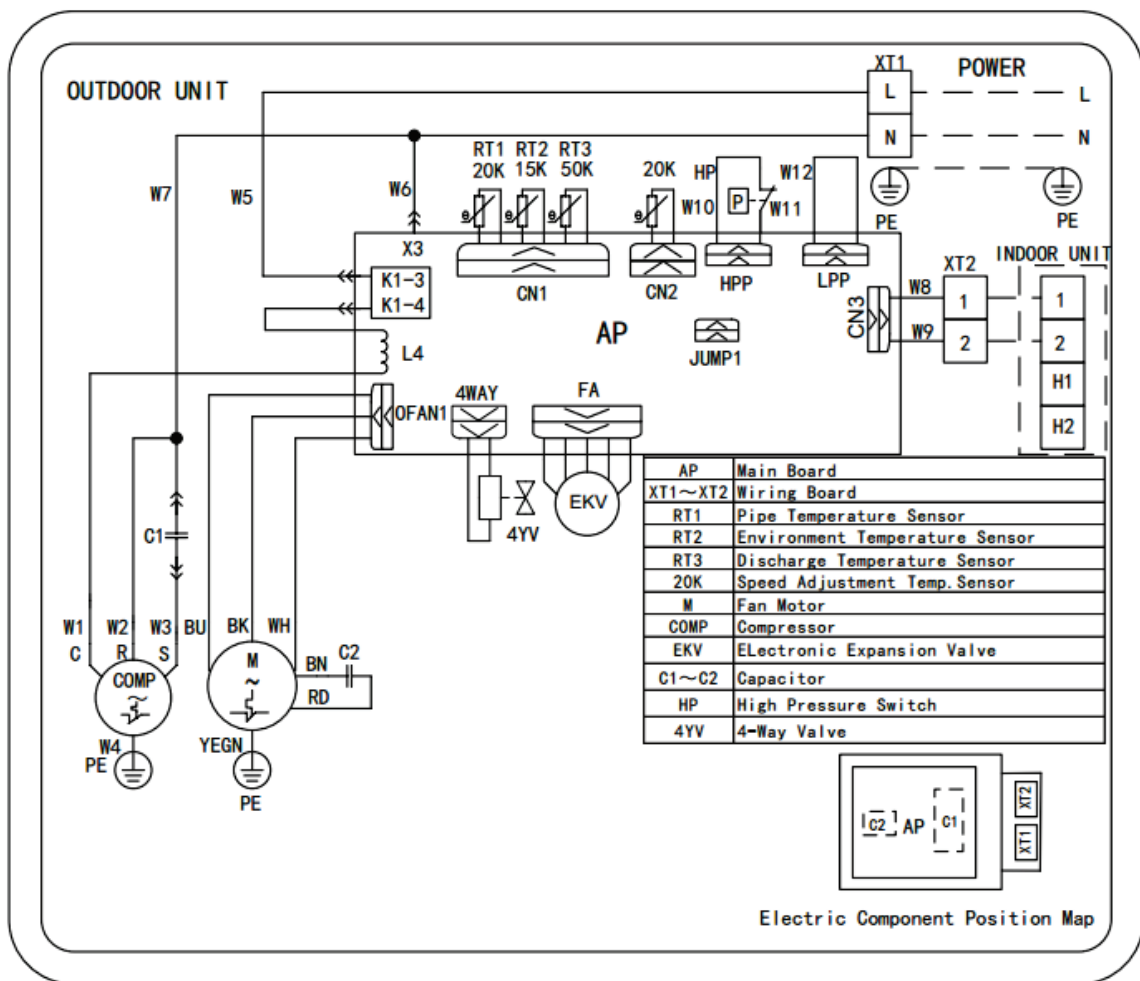 OUTDOOR UNIT
XT1
POWER
L
L
N
N
PE
PE
W7
W5
W6
X3
RT1 RT2 RT3
20K 15K 50K
20K
HP
W10
P
W11
W12
θ
θ
θ
θ
CN1
CN2
HPP
LPP
K1-3
K1-4
L4
AP
JUMP1
CN3
W8
W9
XT2
1
2
INDOOR UNIT
1
2
H1
H2
OFAN1
4WAY
FA
4YV
EKV
C1
W1 W2 W3 BU BK WH
C R S
COMP
~
M
~
BN
C2
RD
W4
PE
YEGN
PE
AP Main Board
XT1~XT2 Wiring Board
RT1 Pipe Temperature Sensor
RT2 Environment Temperature Sensor
RT3 Discharge Temperature Sensor
20K Speed Adjustment Temp. Sensor
M Fan Motor
COMP Compressor
EKV ELectronic Expansion Valve
C1~C2 Capacitor
HP High Pressure Switch
4YV 4-Way Valve
C2 AP C1
XT2
XT1
Electric Component Position Map